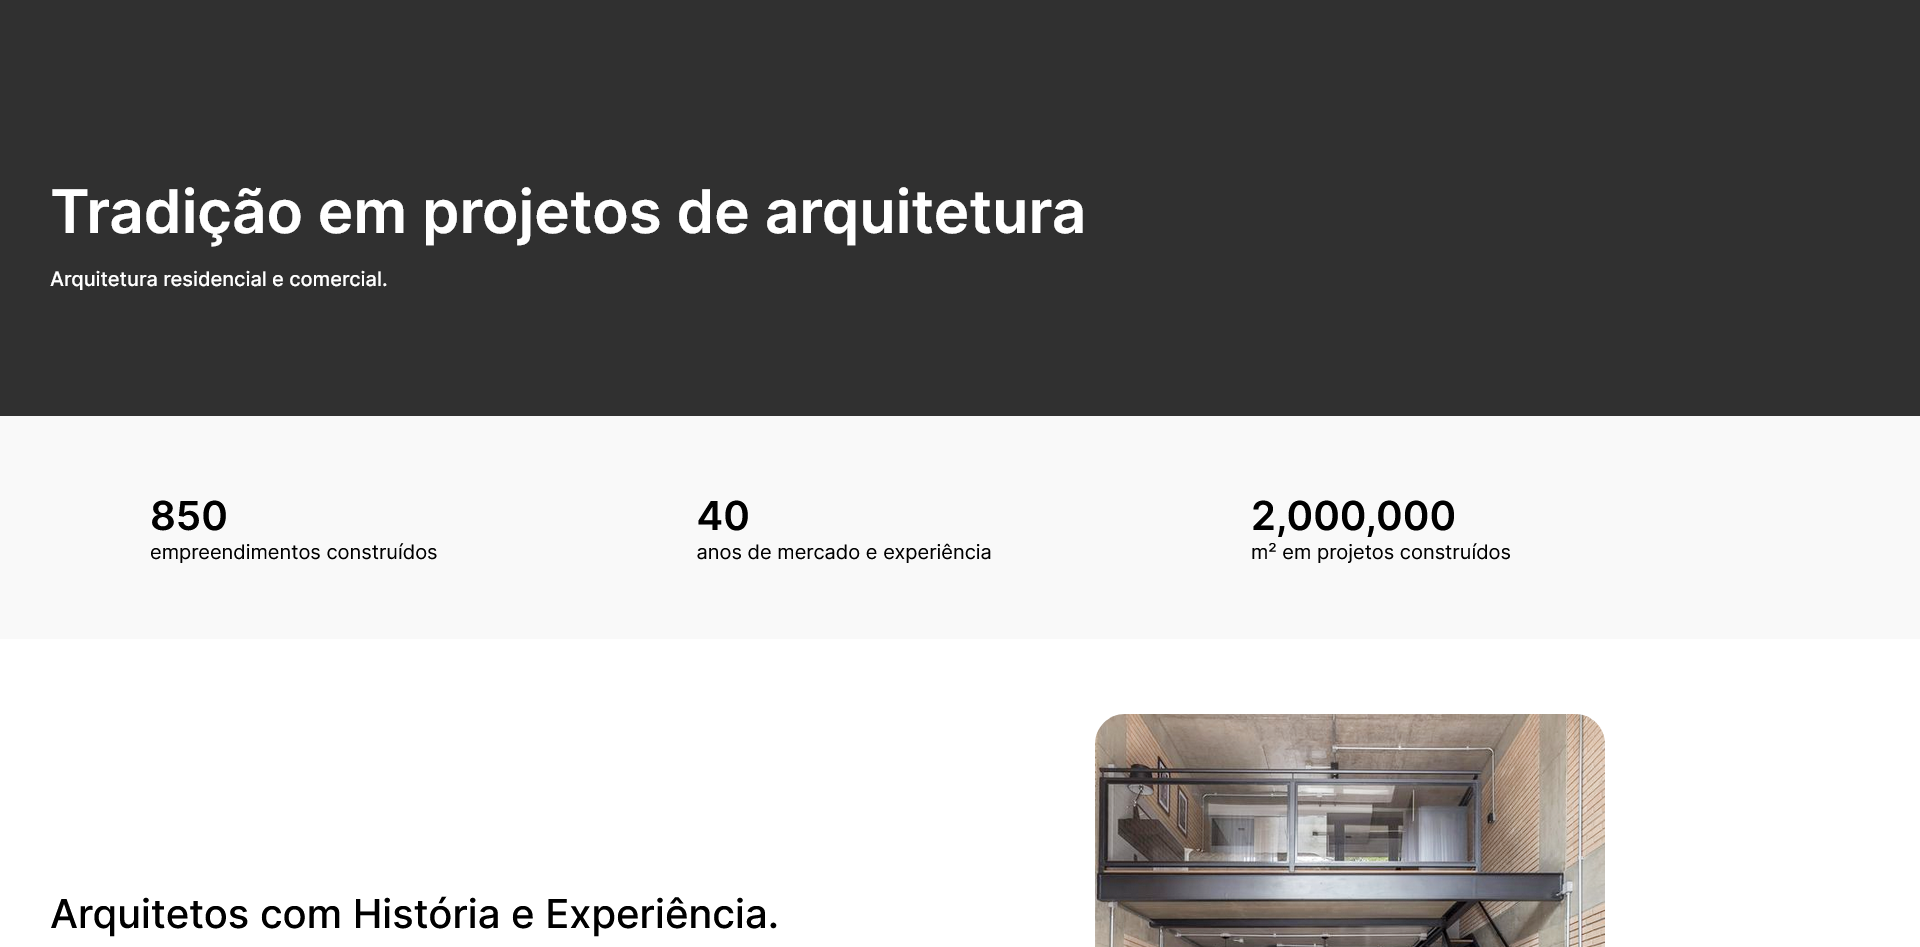 Tradição em projetos de arquitetura
Arquitetura residencial e comercial.
850
empreendimentos construídos
40
anos de mercado e experiência
2,000,000
m² em projetos construídos
Arquitetos com História e Experiência.